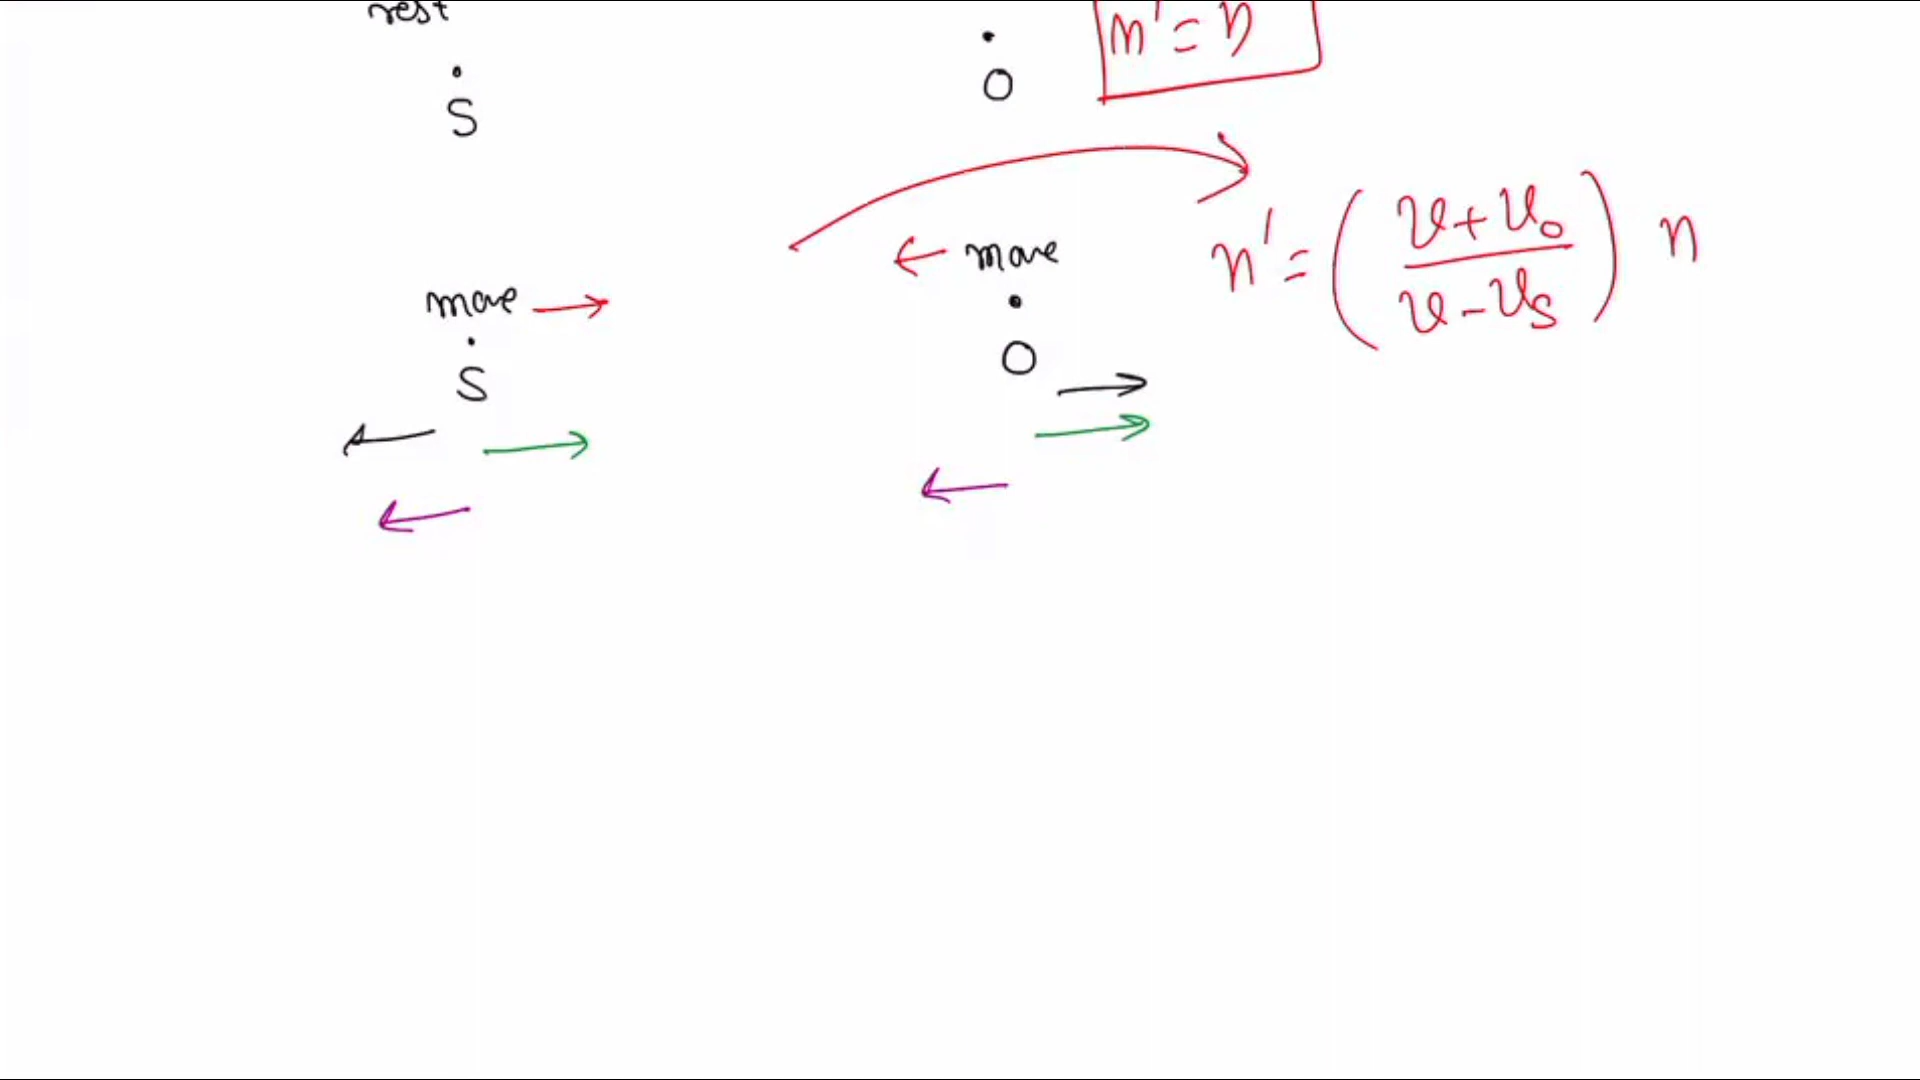 rest
n' = n
S
O
move
n' = ( v + v₀ / v - vₛ ) n
move
O
S